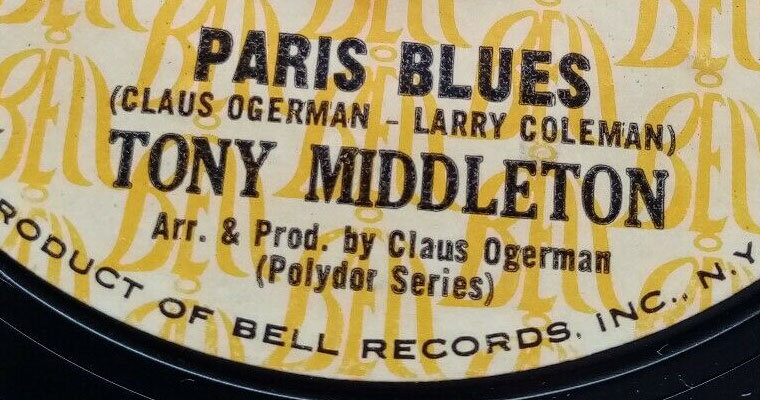 PARIS BLUES
(CLAUS OGERMAN - LARRY COLEMAN)
TONY MIDDLETON
Arr. & Prod. by Claus Ogerman
(Polydor Series)
RODUCT OF BELL RECORDS, INC., N.Y